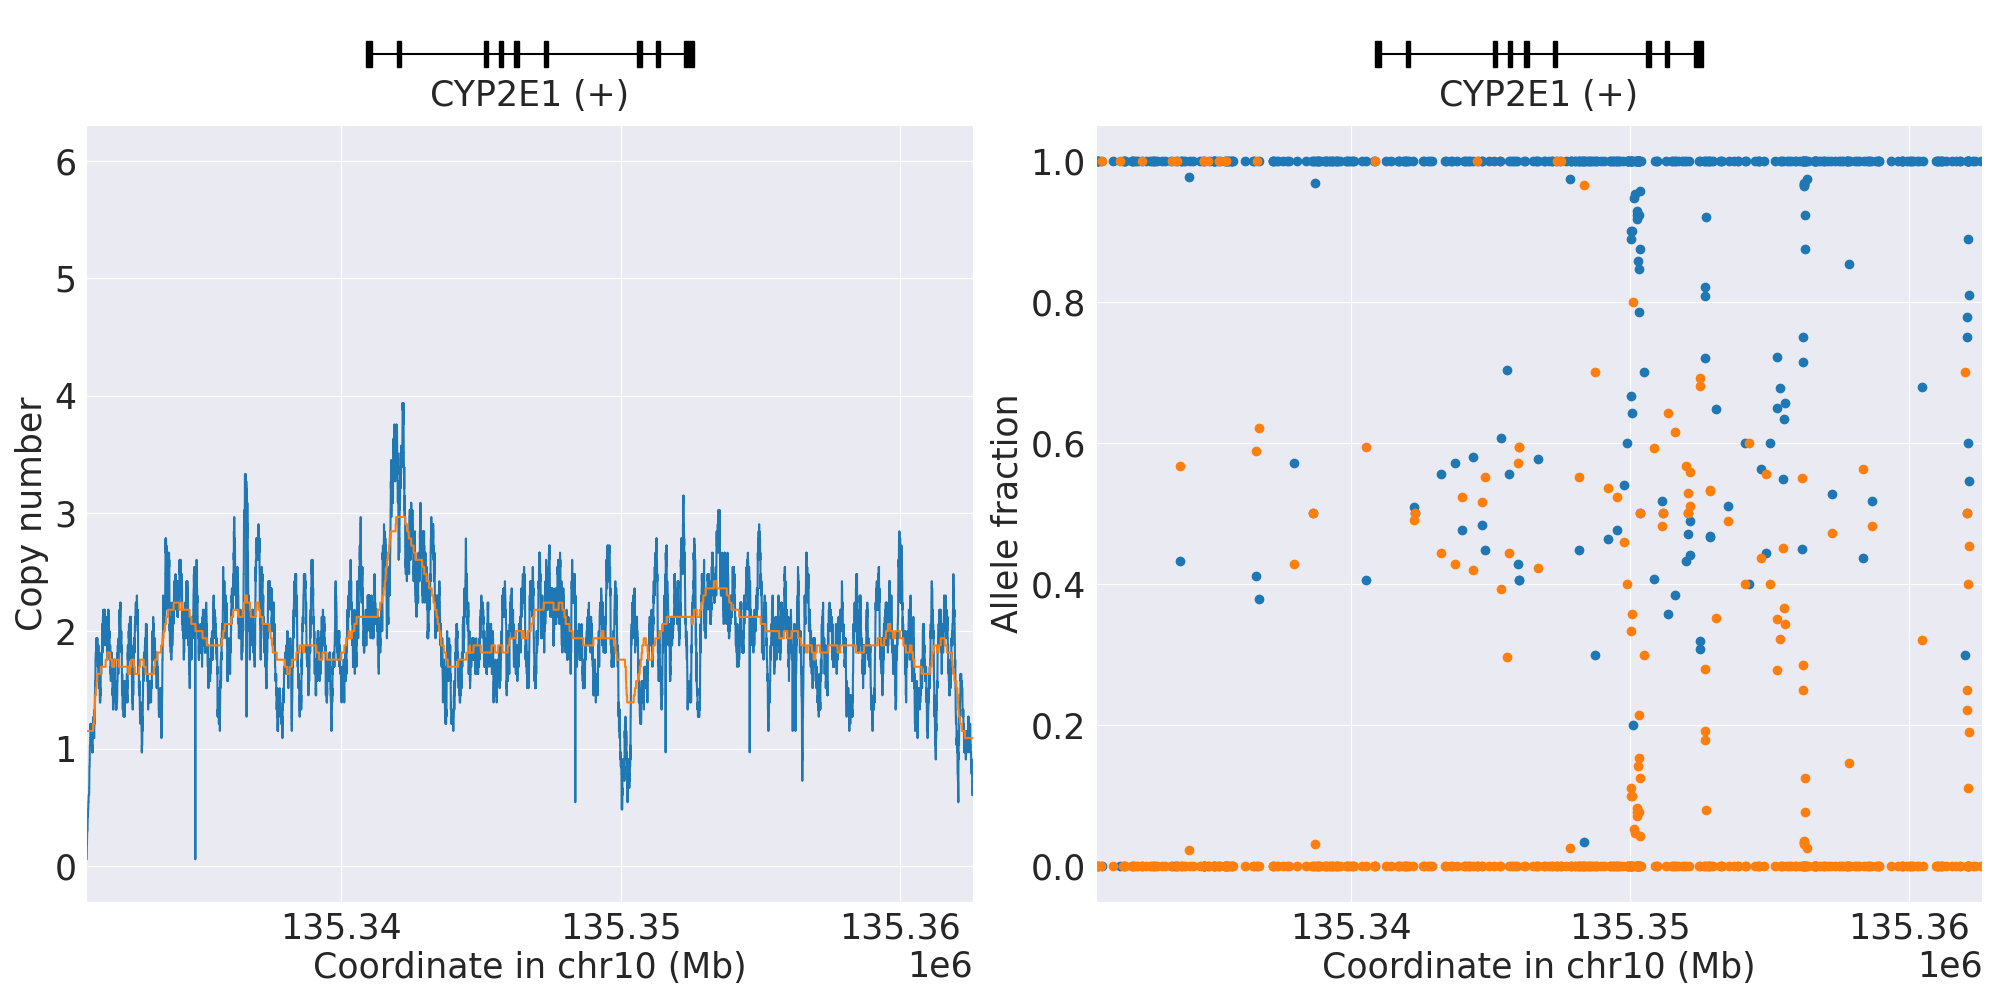 CYP2E1 (+)
6
5
4
3
2
1
0
Copy number
135.34 135.35 135.36
Coordinate in chr10 (Mb)
1e6
CYP2E1 (+)
1.0
0.8
0.6
0.4
0.2
0.0
Allele fraction
135.34 135.35 135.36
Coordinate in chr10 (Mb)
1e6